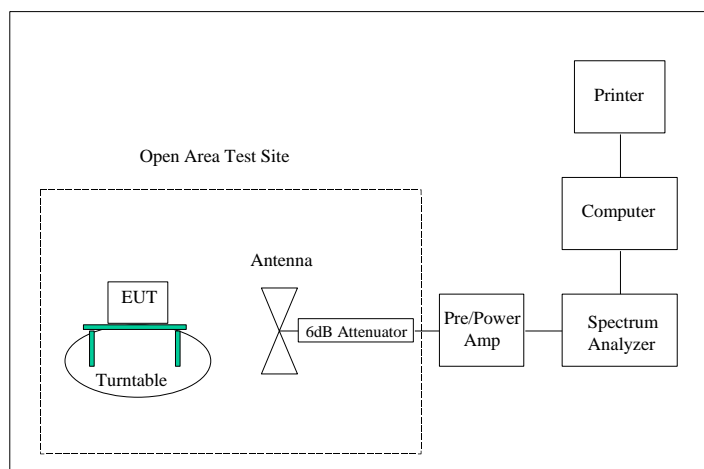 Printer
Open Area Test Site
Computer
Antenna
EUT
6dB Attenuator
Pre/Power
Amp
Spectrum
Analyzer
Turntable